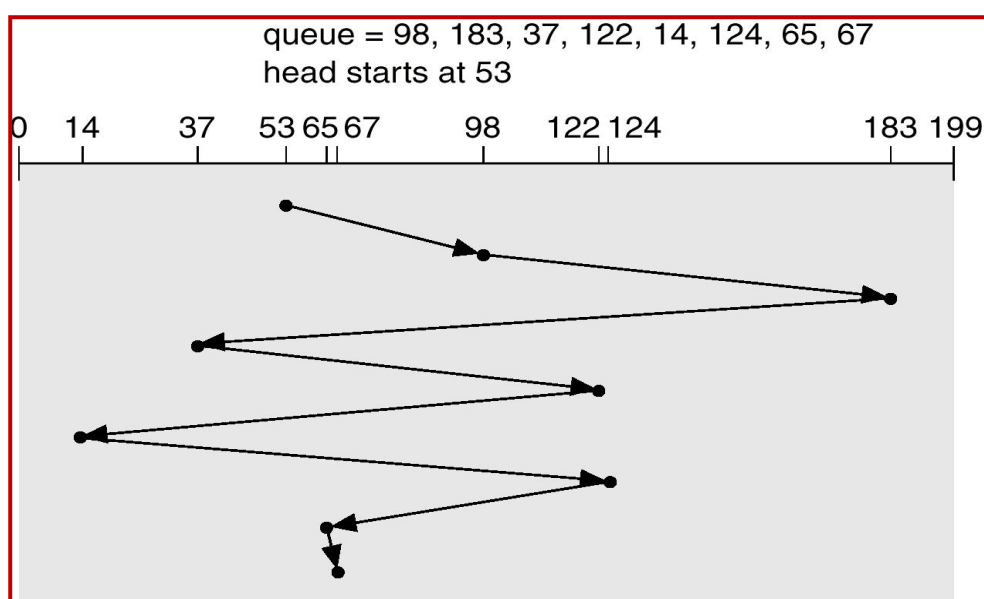 queue = 98, 183, 37, 122, 14, 124, 65, 67
head starts at 53
0 14 37 53 65 67 98 122 124 183 199